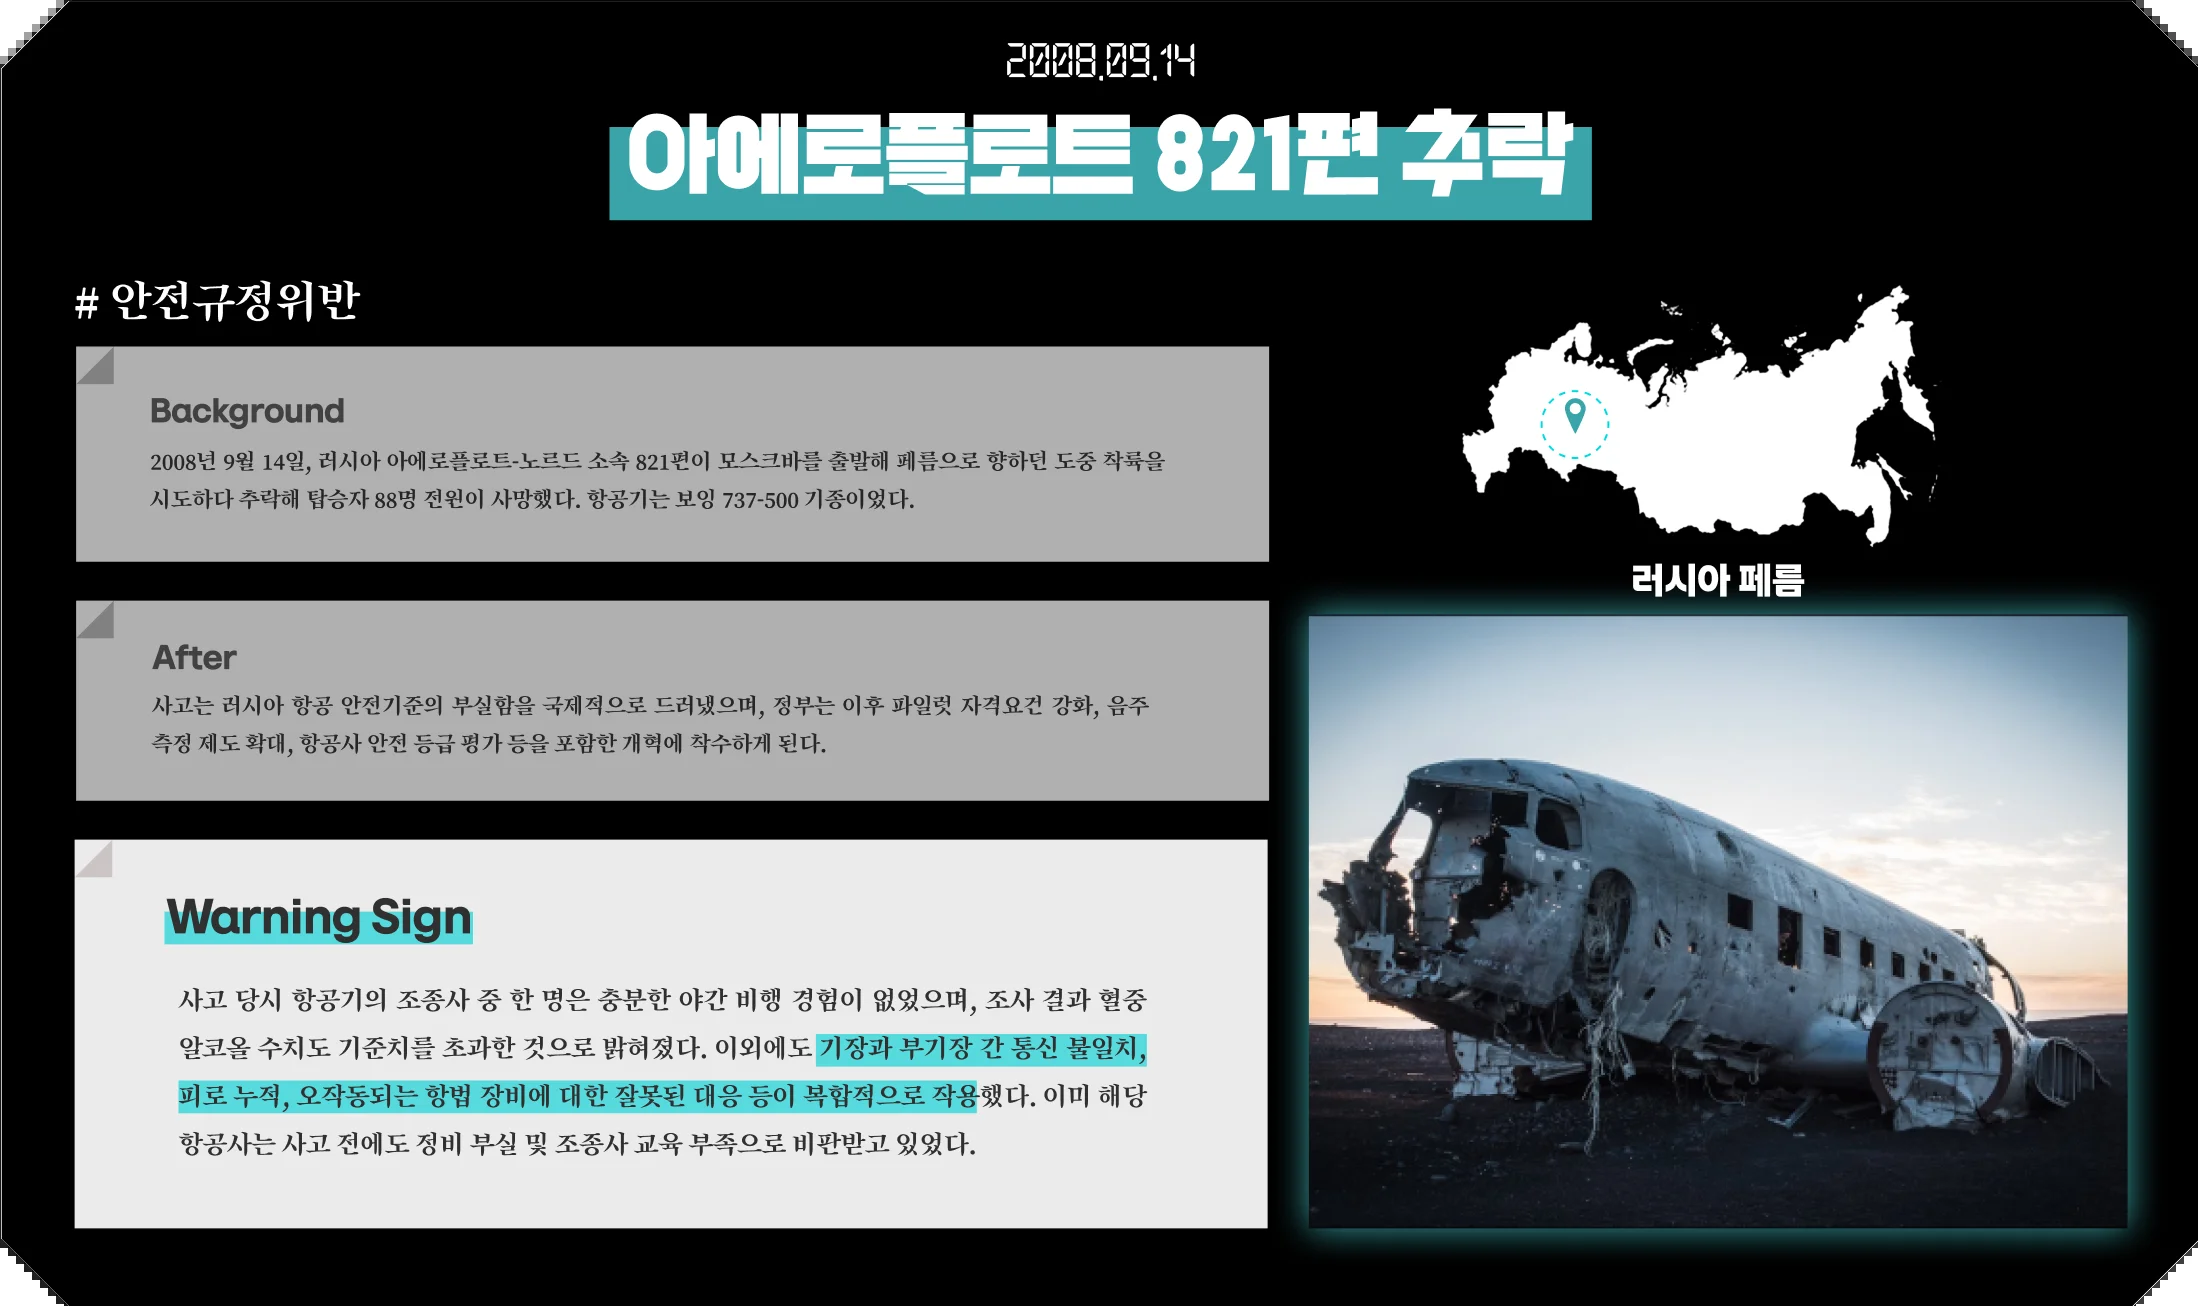 2008.09.14
아에로플로트 821편 추락
# 안전규정위반
Background
2008년 9월 14일, 러시아 아에로플로트-노르드 소속 821편이 모스크바를 출발해 페름으로 향하던 도중 착륙을
시도하다 추락해 탑승자 88명 전원이 사망했다. 항공기는 보잉 737-500 기종이었다.
After
사고는 러시아 항공 안전기준의 부실함을 국제적으로 드러냈으며, 정부는 이후 파일럿 자격요건 강화, 음주
측정 제도 확대, 항공사 안전 등급 평가 등을 포함한 개혁에 착수하게 된다.
Warning Sign
사고 당시 항공기의 조종사 중 한 명은 충분한 야간 비행 경험이 없었으며, 조사 결과 혈중
알코올 수치도 기준치를 초과한 것으로 밝혀졌다. 이외에도 기장과 부기장 간 통신 불일치,
피로 누적, 오작동되는 항법 장비에 대한 잘못된 대응 등이 복합적으로 작용했다. 이미 해당
항공사는 사고 전에도 정비 부실 및 조종사 교육 부족으로 비판받고 있었다.
러시아 페름